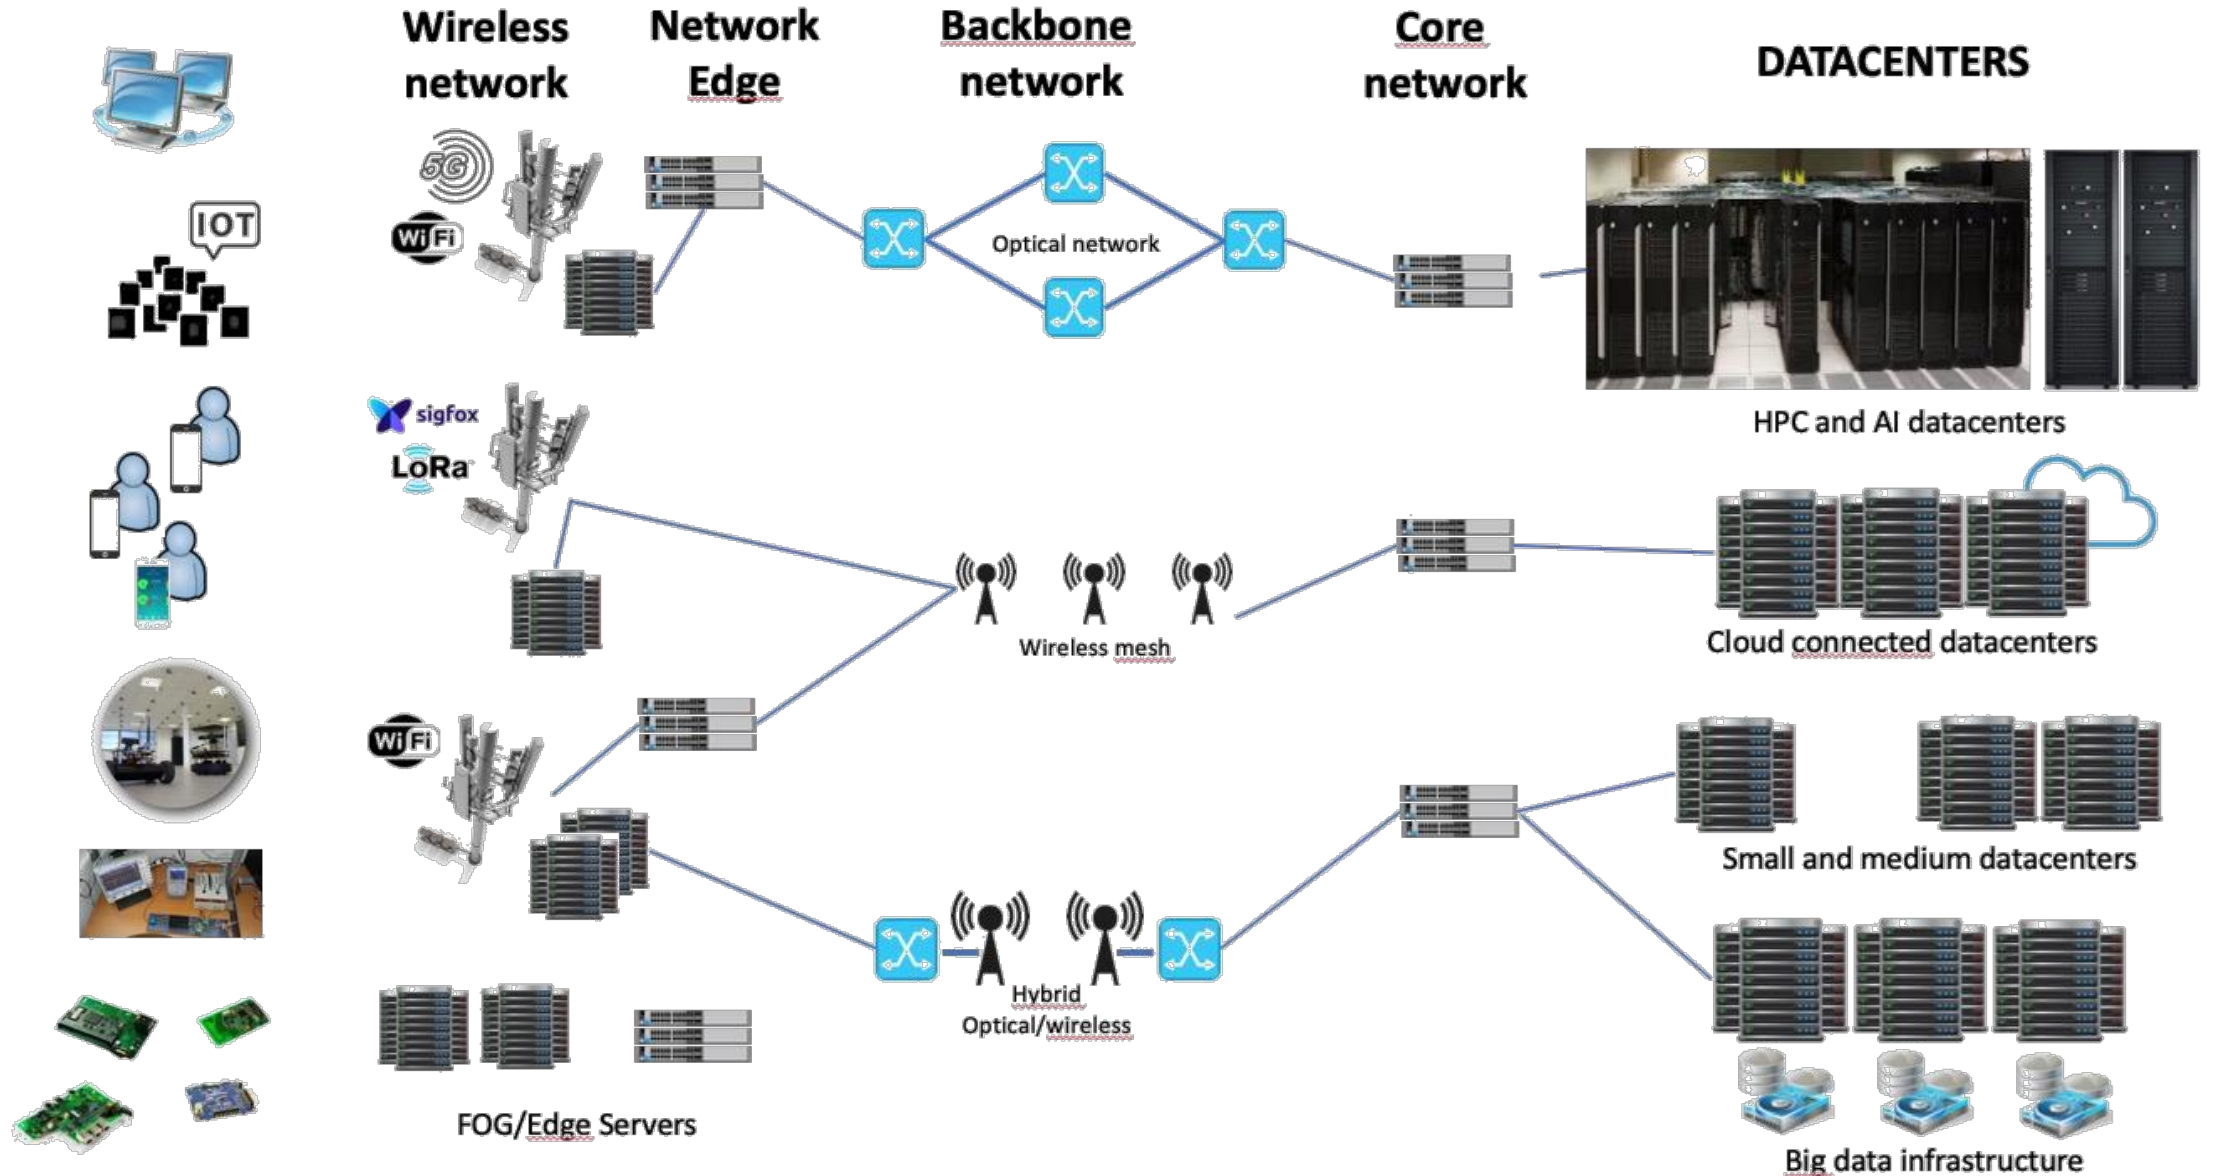 Wireless
network
Network
Edge
Backbone
network
Core
network
DATACENTERS
5G
WiFi
IOT
Optical network
HPC and AI datacenters
sigfox
LoRa
Wireless mesh
Cloud connected datacenters
WiFi
Small and medium datacenters
Hybrid
Optical/wireless
FOG/Edge Servers
Big data infrastructure